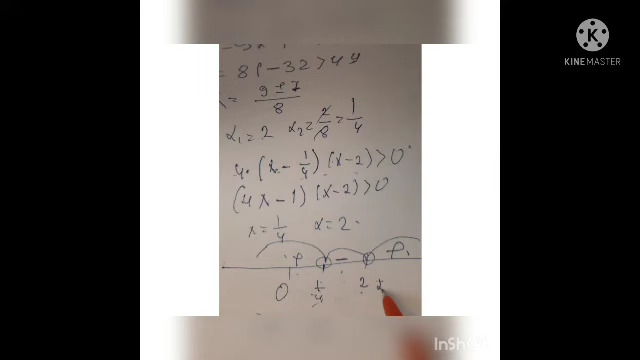 K
KINEMASTER
= 81 - 32 > 49
9 ± 7
8
x₁ = 2 x₂ = 2/8 = 1/4
4 · (x - 1/4) (x - 2) > 0
(4x - 1) (x - 2) > 0
x = 1/4 x = 2
+ - +
0 1/4 2
InSho